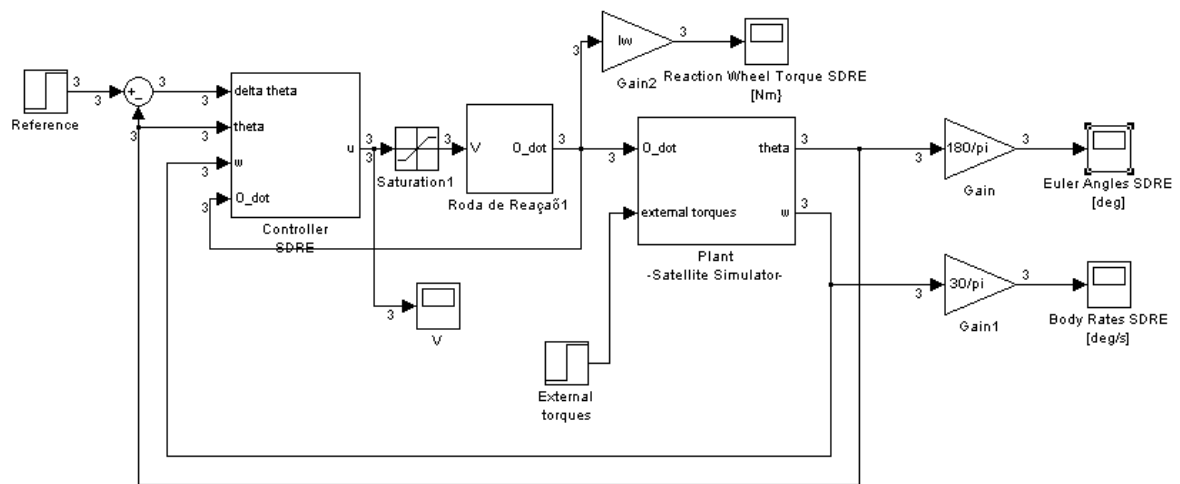 Iw
Gain2
3
3
Reaction Wheel Torque SDRE
[Nm}
Reference
3
3
+
-
3
3
delta theta
3
theta
3
w
3
O_dot
3
u
Controller
SDRE
3
3
3
V
Saturation1
3
V
O_dot
Roda de Reação1
3
3
O_dot
external torques
3
theta
w
Plant
-Satellite Simulator-
3
3
External
torques
180/pi
Gain
3
3
Euler Angles SDRE
[deg]
30/pi
Gain1
3
3
Body Rates SDRE
[deg/s]